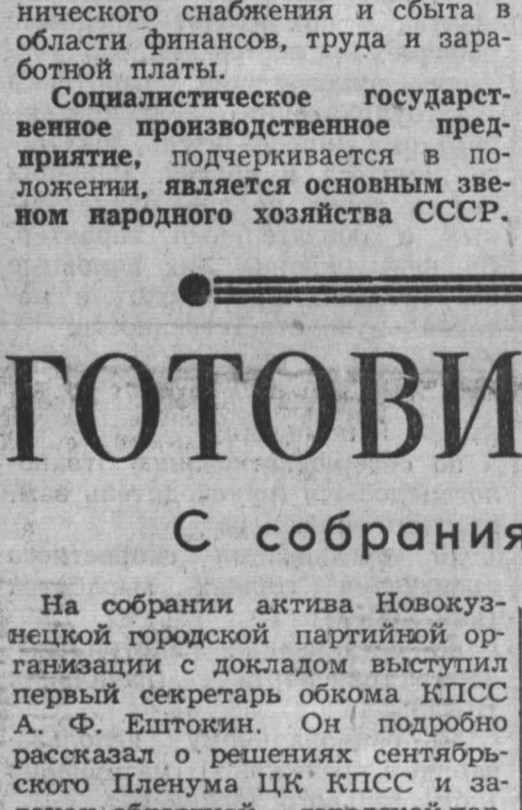 нического снабжения и сбыта в
области финансов, труда и зара-
ботной платы.
Социалистическое государст-
венное производственное пред-
приятие, подчеркивается в по-
ложении, является основным зве-
ном народного хозяйства СССР.
ГОТОВИ
С собрания
На собрании актива Новокуз-
нецкой городской партийной ор-
ганизации с докладом выступил
первый секретарь обкома КПСС
А. Ф. Ештокин. Он подробно
рассказал о решениях сентябрь-
ского Пленума ЦК КПСС и за-